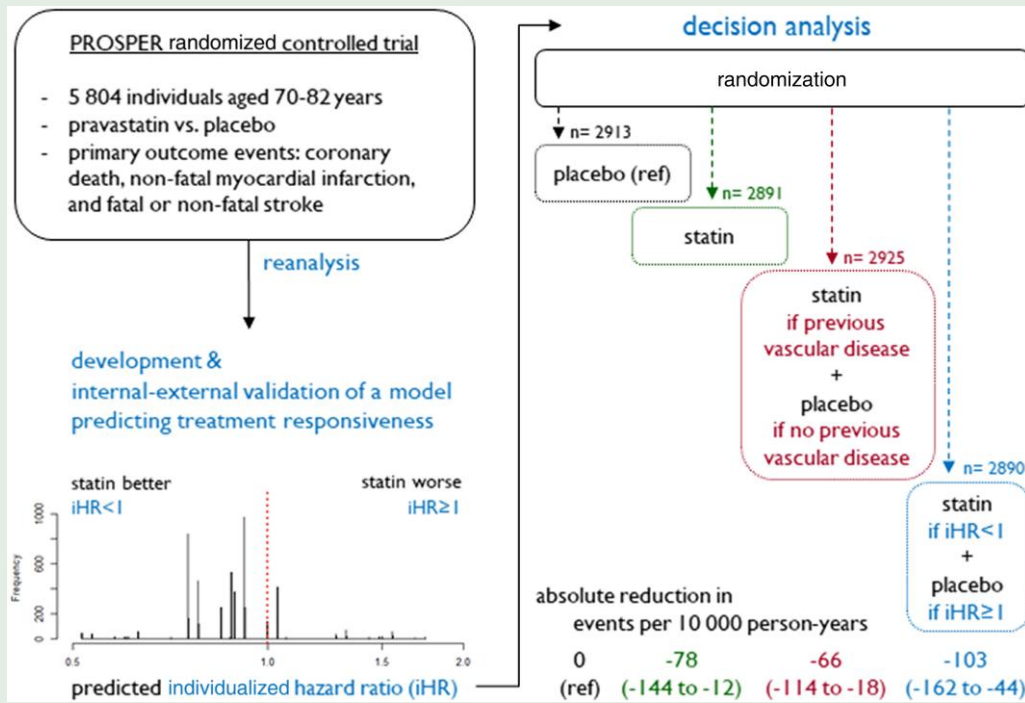 PROSPER randomized controlled trial
- 5 804 individuals aged 70-82 years
- pravastatin vs. placebo
- primary outcome events: coronary
death, non-fatal myocardial infarction,
and fatal or non-fatal stroke
reanalysis
development &
internal-external validation of a model
predicting treatment responsiveness
statin better
iHR<1
statin worse
iHR≥1
Frequency
1000
600
200
0
0.5
1.0
1.5
2.0
predicted individualized hazard ratio (iHR)
decision analysis
randomization
n= 2913
placebo (ref)
n= 2891
statin
n= 2925
statin
if previous
vascular disease
+
placebo
if no previous
vascular disease
n= 2890
statin
if iHR<1
+
placebo
if iHR≥1
absolute reduction in
events per 10 000 person-years
0 -78 -66 -103
(ref) (-144 to -12) (-114 to -18) (-162 to -44)